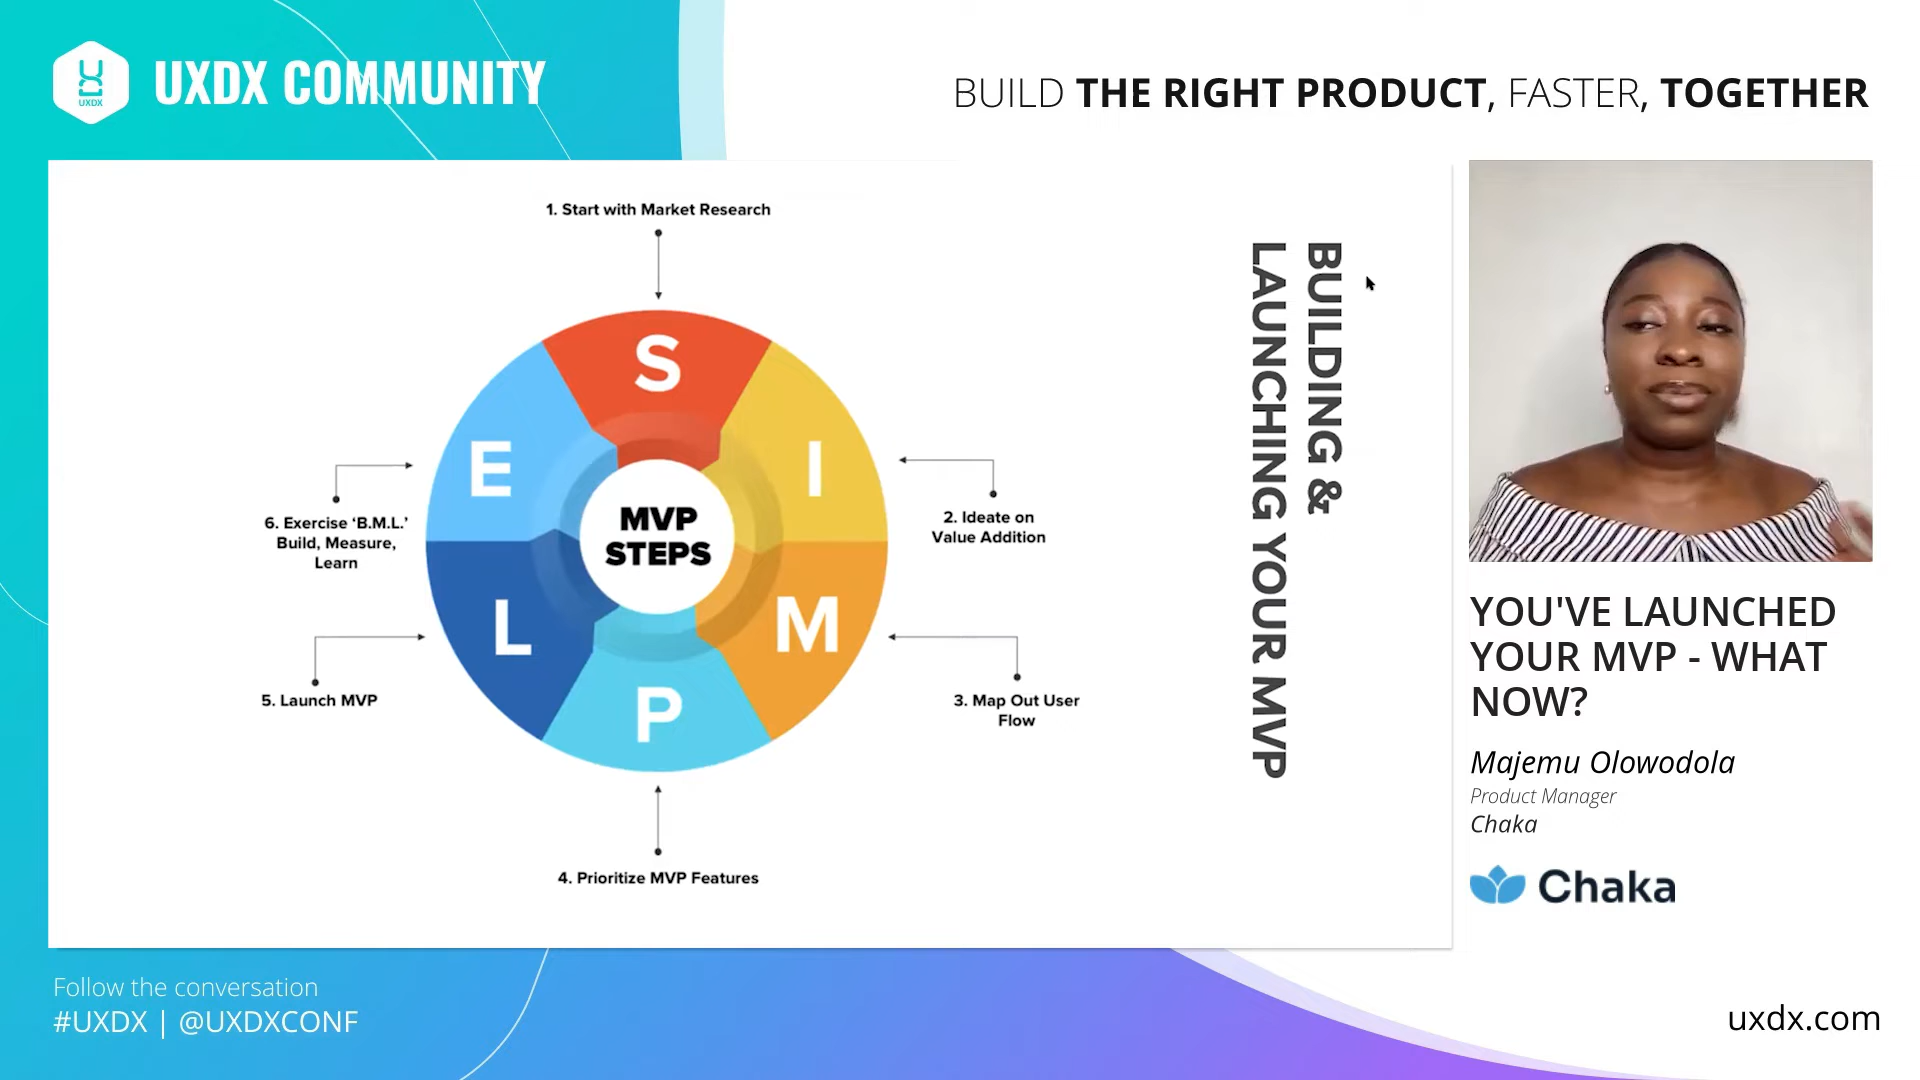 UXDX
UXDX COMMUNITY
BUILD THE RIGHT PRODUCT, FASTER, TOGETHER
1. Start with Market Research
S
I
M
P
L
E
MVP
STEPS
2. Ideate on
Value Addition
3. Map Out User
Flow
4. Prioritize MVP Features
5. Launch MVP
6. Exercise ‘B.M.L.’
Build, Measure,
Learn
BUILDING &
LAUNCHING YOUR MVP
YOU'VE LAUNCHED
YOUR MVP - WHAT
NOW?
Majemu Olowodola
Product Manager
Chaka
Chaka
Follow the conversation
#UXDX | @UXDXCONF
uxdx.com